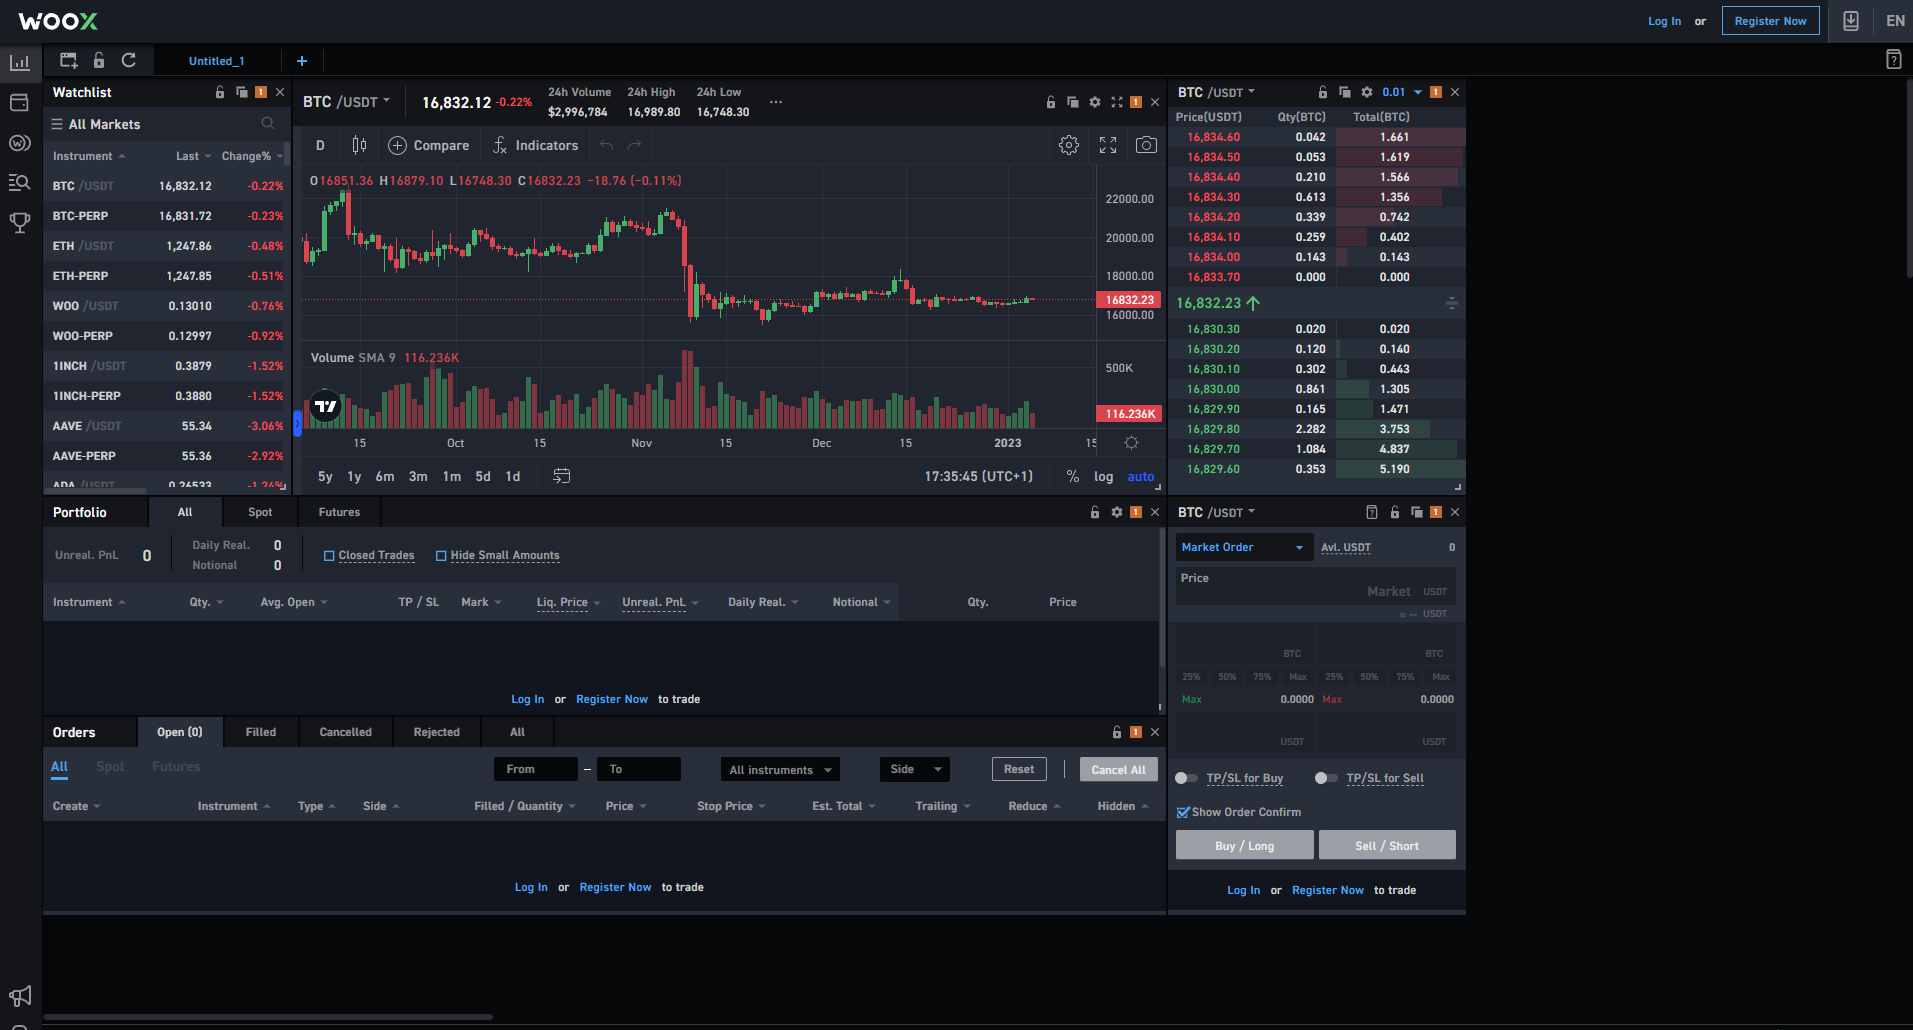 WOOX
Log In or Register Now EN
Untitled_1 +
Watchlist 1
All Markets
Instrument Last Change%
BTC /USDT 16,832.12 -0.22%
BTC-PERP 16,831.72 -0.23%
ETH /USDT 1,247.86 -0.48%
ETH-PERP 1,247.85 -0.51%
WOO /USDT 0.13010 -0.76%
WOO-PERP 0.12997 -0.92%
1INCH /USDT 0.3879 -1.52%
1INCH-PERP 0.3880 -1.52%
AAVE /USDT 55.34 -3.06%
AAVE-PERP 55.36 -2.92%
ADA /USDT 0.26533 -1.24%
BTC /USDT 16,832.12 -0.22%
24h Volume 24h High 24h Low
$2,996,784 16,989.80 16,748.30
1
D Compare Indicators
O16851.36 H16879.10 L16748.30 C16832.23 −18.76 (−0.11%)
22000.00
20000.00
18000.00
16832.23
16000.00
Volume SMA 9 116.236K
500K
116.236K
15 Oct 15 Nov 15 Dec 15 2023 15
5y 1y 6m 3m 1m 5d 1d 17:35:45 (UTC+1) % log auto
BTC /USDT 0.01 1
Price(USDT) Qty(BTC) Total(BTC)
16,834.60 0.042 1.661
16,834.50 0.053 1.619
16,834.40 0.210 1.566
16,834.30 0.613 1.356
16,834.20 0.339 0.742
16,834.10 0.259 0.402
16,834.00 0.143 0.143
16,833.70 0.000 0.000
16,832.23
16,830.30 0.020 0.020
16,830.20 0.120 0.140
16,830.10 0.302 0.443
16,830.00 0.861 1.305
16,829.90 0.165 1.471
16,829.80 2.282 3.753
16,829.70 1.084 4.837
16,829.60 0.353 5.190
Portfolio All Spot Futures 1
Unreal. PnL 0 Daily Real. 0
Notional 0
Closed Trades Hide Small Amounts
Instrument Qty. Avg. Open TP / SL Mark Liq. Price Unreal. PnL Daily Real. Notional Qty. Price
Log In or Register Now to trade
Orders Open (0) Filled Cancelled Rejected All 1
All Spot Futures From – To All instruments Side Reset Cancel All
Create Instrument Type Side Filled / Quantity Price Stop Price Est. Total Trailing Reduce Hidden
Log In or Register Now to trade
BTC /USDT 1
Market Order Avl. USDT 0
Price
Market USDT
≈ -- USDT
BTC BTC
25% 50% 75% Max 25% 50% 75% Max
Max 0.0000 Max 0.0000
USDT USDT
TP/SL for Buy TP/SL for Sell
Show Order Confirm
Buy / Long Sell / Short
Log In or Register Now to trade